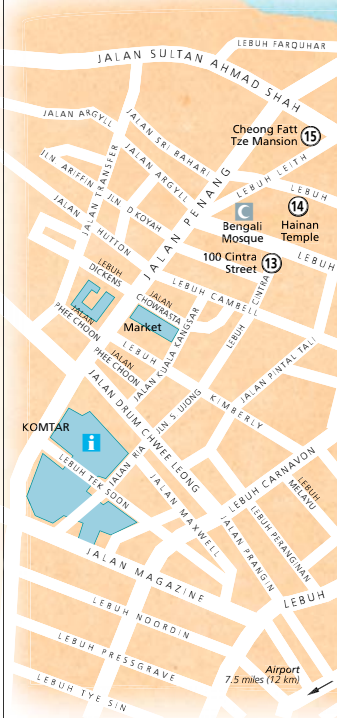 LEBUH FARQUHAR
JALAN SULTAN AHMAD SHAH
JALAN ARGYLL
JALAN SRI BAHARI
Cheong Fatt
Tze Mansion
15
JALAN TRANSFER
JLN ARIFFIN
JALAN ARGYLL
LEBUH LEITH
LEBUH
JLN DKOYAH
JALAN PENANG
C
14
JALAN HUTTON
Bengali
Mosque
Hainan
Temple
100 Cintra
Street
13
LEBUH
LEBUH
DICKENS
LEBUH CAMBELL
LEBUH CINTRA
JALAN
CHOWRASTA
Market
JALAN
PHEE CHOON
JALAN
PHEE CHOON
JALAN KUALA KANGSAR
JALAN PINTAL TALI
LEBUH KIMBERLY
JALAN DRUM CHWEE LEONG
JLN S UJONG
KOMTAR
i
JALAN RIA
LEBUH TEK SOON
LEBUH CARNAVON
LEBUH
MELAYU
JALAN MAXWELL
JALAN PRANGIN
LEBUH PERANGINAN
JALAN MAGAZINE
LEBUH
LEBUH NOORDIN
LEBUH PRESSGRAVE
Airport
7.5 miles (12 km)
LEBUH TYE SIN